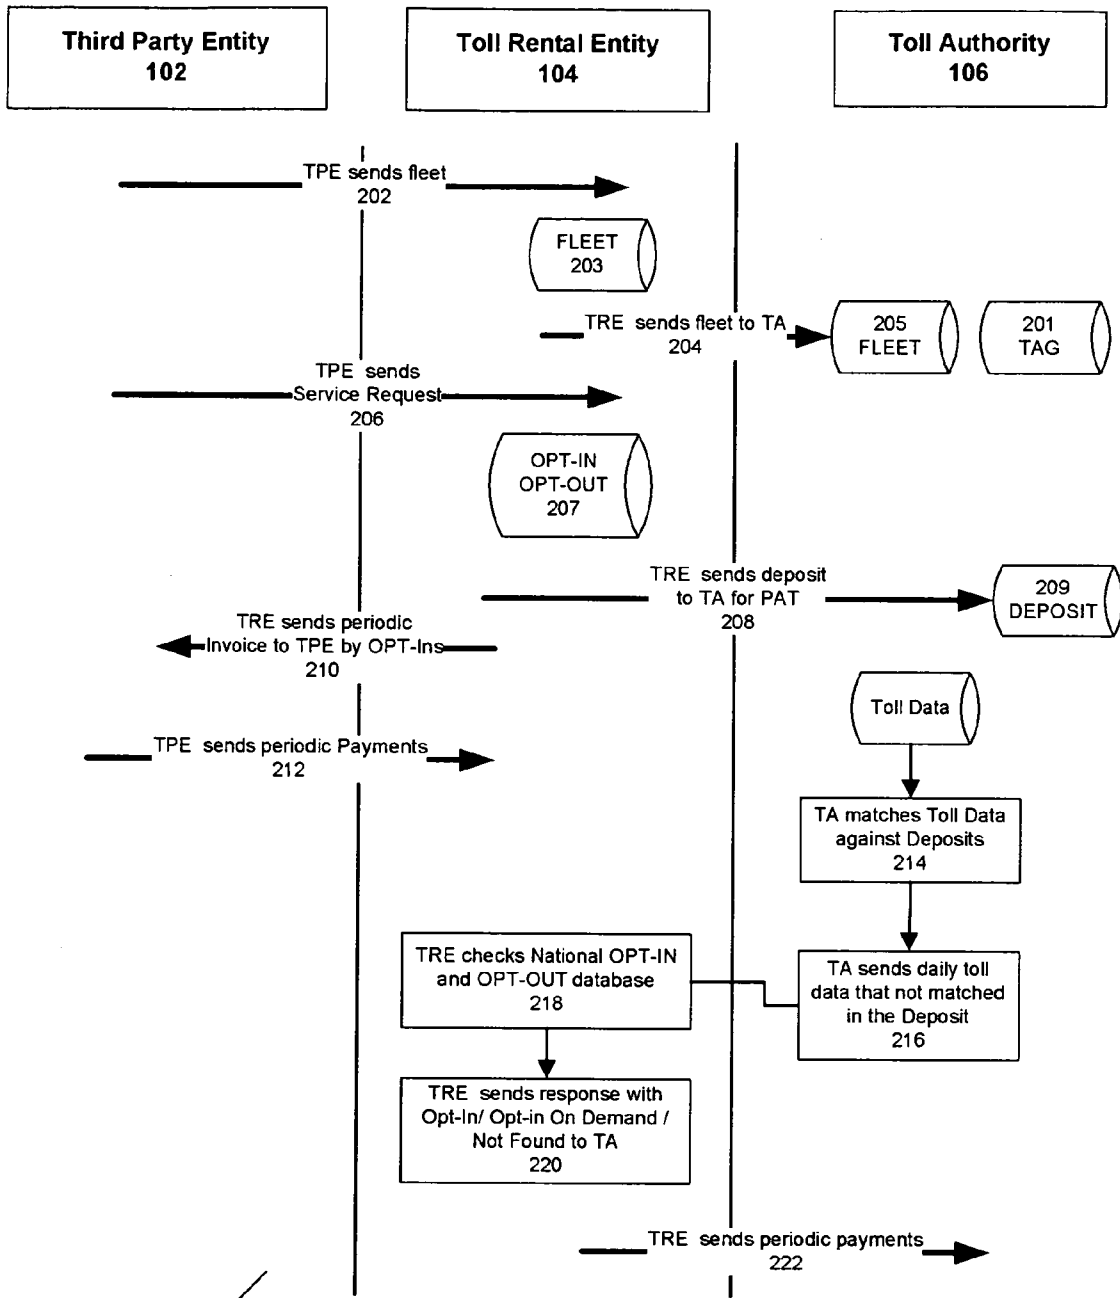 Third Party Entity
102
Toll Rental Entity
104
Toll Authority
106
TPE sends fleet
202
FLEET
203
TRE sends fleet to TA
204
205
FLEET
201
TAG
TPE sends
Service Request
206
OPT-IN
OPT-OUT
207
TRE sends deposit
to TA for PAT
208
209
DEPOSIT
TRE sends periodic
Invoice to TPE by OPT-Ins
210
Toll Data
TPE sends periodic Payments
212
TA matches Toll Data
against Deposits
214
TRE checks National OPT-IN
and OPT-OUT database
218
TA sends daily toll
data that not matched
in the Deposit
216
TRE sends response with
Opt-In/ Opt-in On Demand /
Not Found to TA
220
TRE sends periodic payments
222